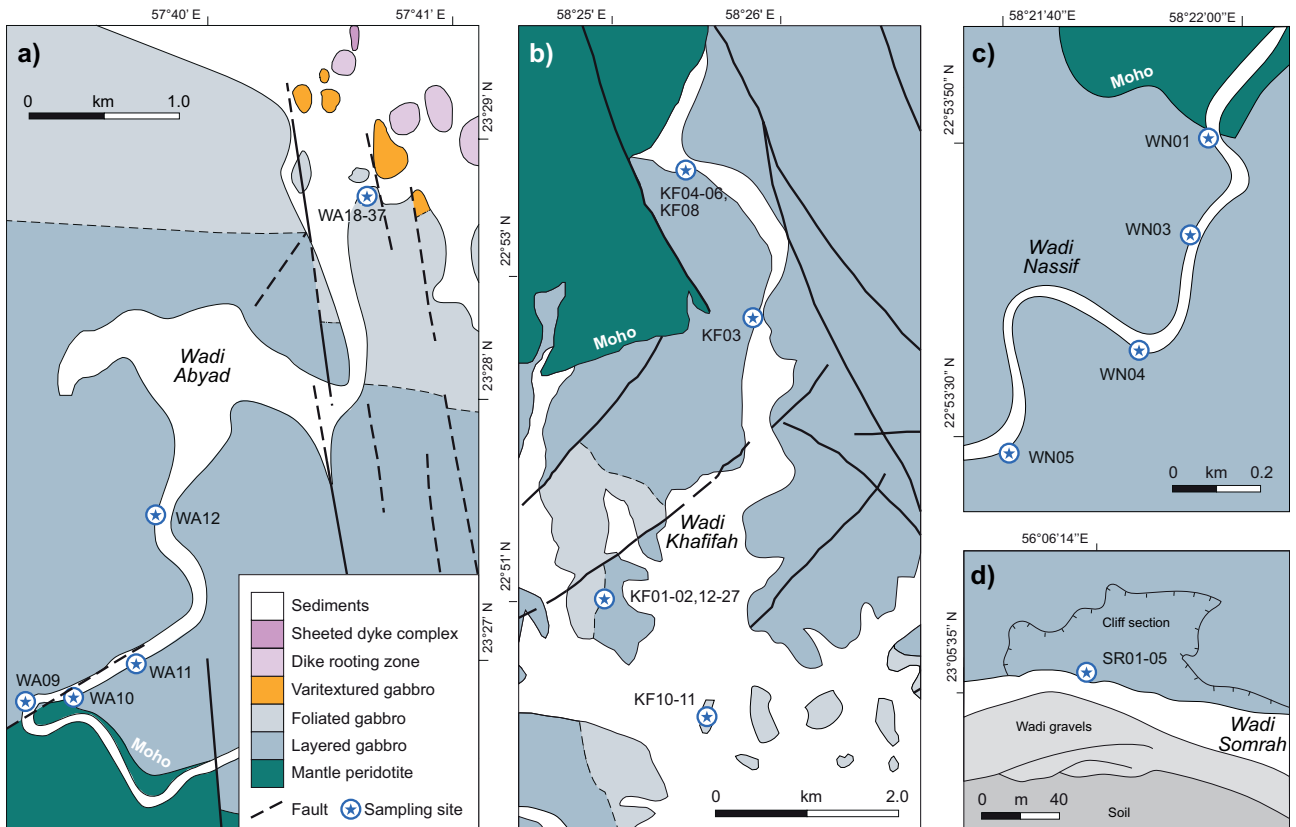 57°40' E
57°41' E
a)
0 km 1.0
23°29' N
WA18-37
Wadi
Abyad
23°28' N
WA12
23°27' N
WA11
WA09
WA10
Moho
Sediments
Sheeted dyke complex
Dike rooting zone
Varitextured gabbro
Foliated gabbro
Layered gabbro
Mantle peridotite
Fault
Sampling site
58°25' E
58°26' E
b)
22°53' N
KF04-06,
KF08
Moho
KF03
Wadi
Khafifah
22°51' N
KF01-02,12-27
KF10-11
0 km 2.0
58°21'40''E
58°22'00''E
c)
Moho
22°53'50'' N
WN01
WN03
Wadi
Nassif
WN04
22°53'30'' N
WN05
0 km 0.2
56°06'14''E
d)
23°05'35'' N
Cliff section
SR01-05
Wadi gravels
Wadi
Somrah
0 m 40
Soil